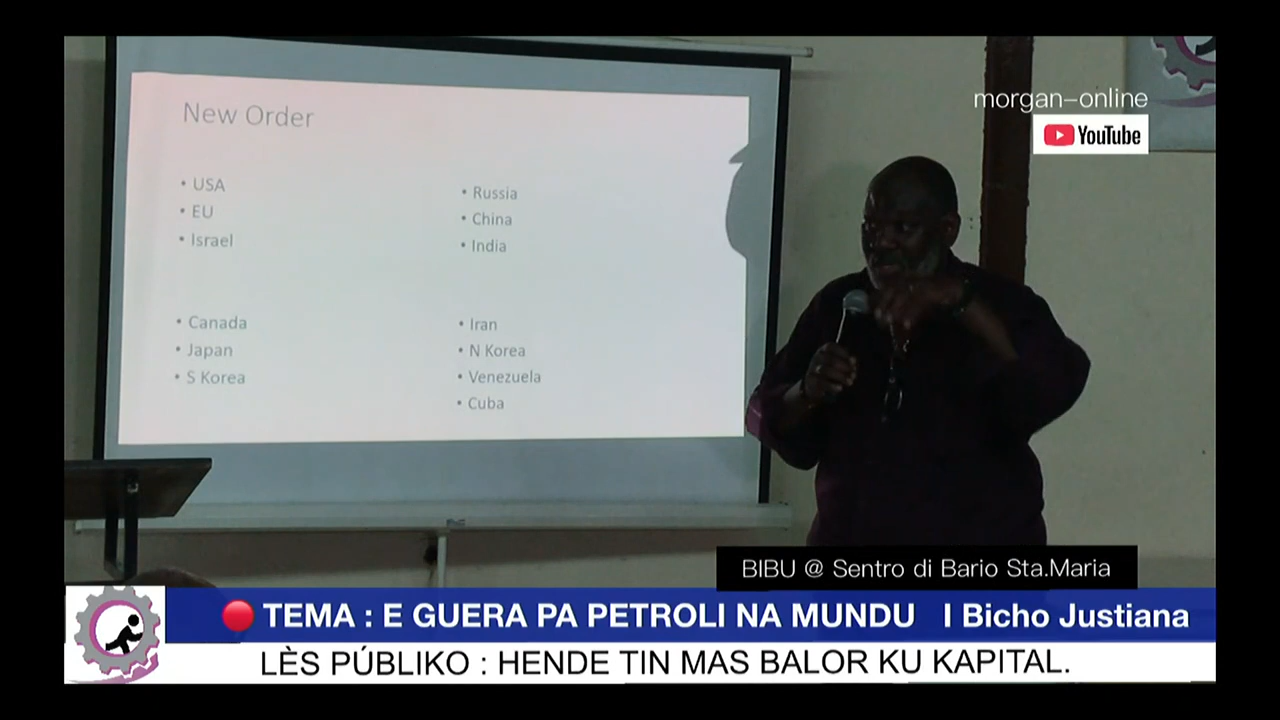 New Order
• USA
• EU
• Israel
• Russia
• China
• India
• Canada
• Japan
• S Korea
• Iran
• N Korea
• Venezuela
• Cuba
morgan-online
YouTube
BIBU @ Sentro di Bario Sta.Maria
TEMA : E GUERA PA PETROLI NA MUNDU I Bicho Justiana
LÈS PÚBLIKO : HENDE TIN MAS BALOR KU KAPITAL.